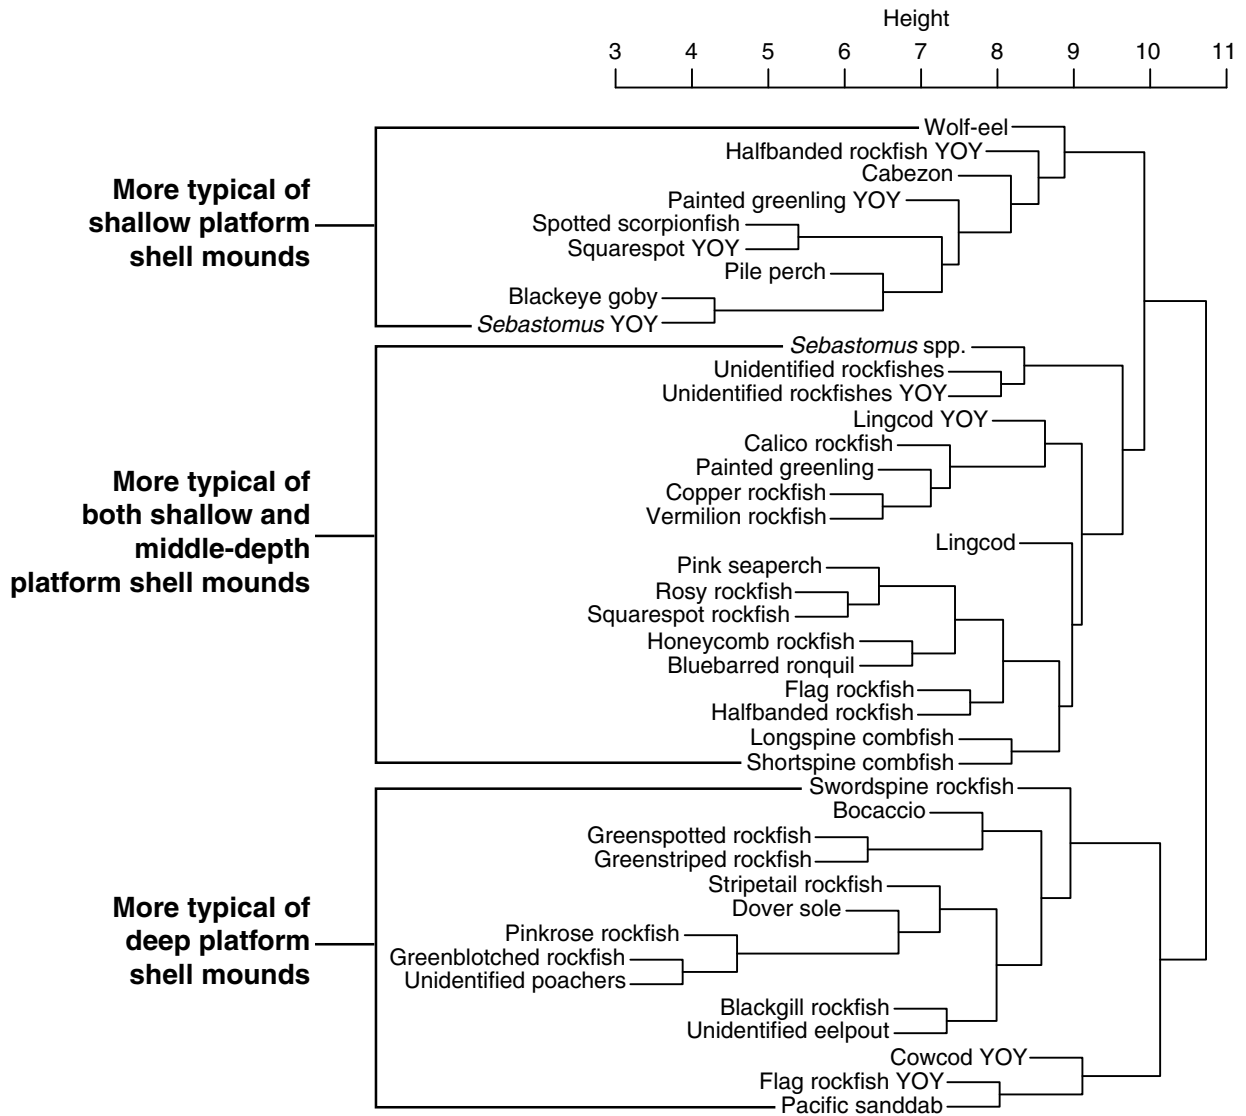 Height
3 4 5 6 7 8 9 10 11
Wolf-eel
Halfbanded rockfish YOY
Cabezon
Painted greenling YOY
Spotted scorpionfish
Squarespot YOY
Pile perch
Blackeye goby
Sebastomus YOY
More typical of
shallow platform
shell mounds
Sebastomus spp.
Unidentified rockfishes
Unidentified rockfishes YOY
Lingcod YOY
Calico rockfish
Painted greenling
Copper rockfish
Vermilion rockfish
Lingcod
Pink seaperch
Rosy rockfish
Squarespot rockfish
Honeycomb rockfish
Bluebarred ronquil
Flag rockfish
Halfbanded rockfish
Longspine combfish
Shortspine combfish
More typical of
both shallow and
middle-depth
platform shell mounds
Swordspine rockfish
Bocaccio
Greenspotted rockfish
Greenstriped rockfish
Stripetail rockfish
Dover sole
Pinkrose rockfish
Greenblotched rockfish
Unidentified poachers
Blackgill rockfish
Unidentified eelpout
Cowcod YOY
Flag rockfish YOY
Pacific sanddab
More typical of
deep platform
shell mounds